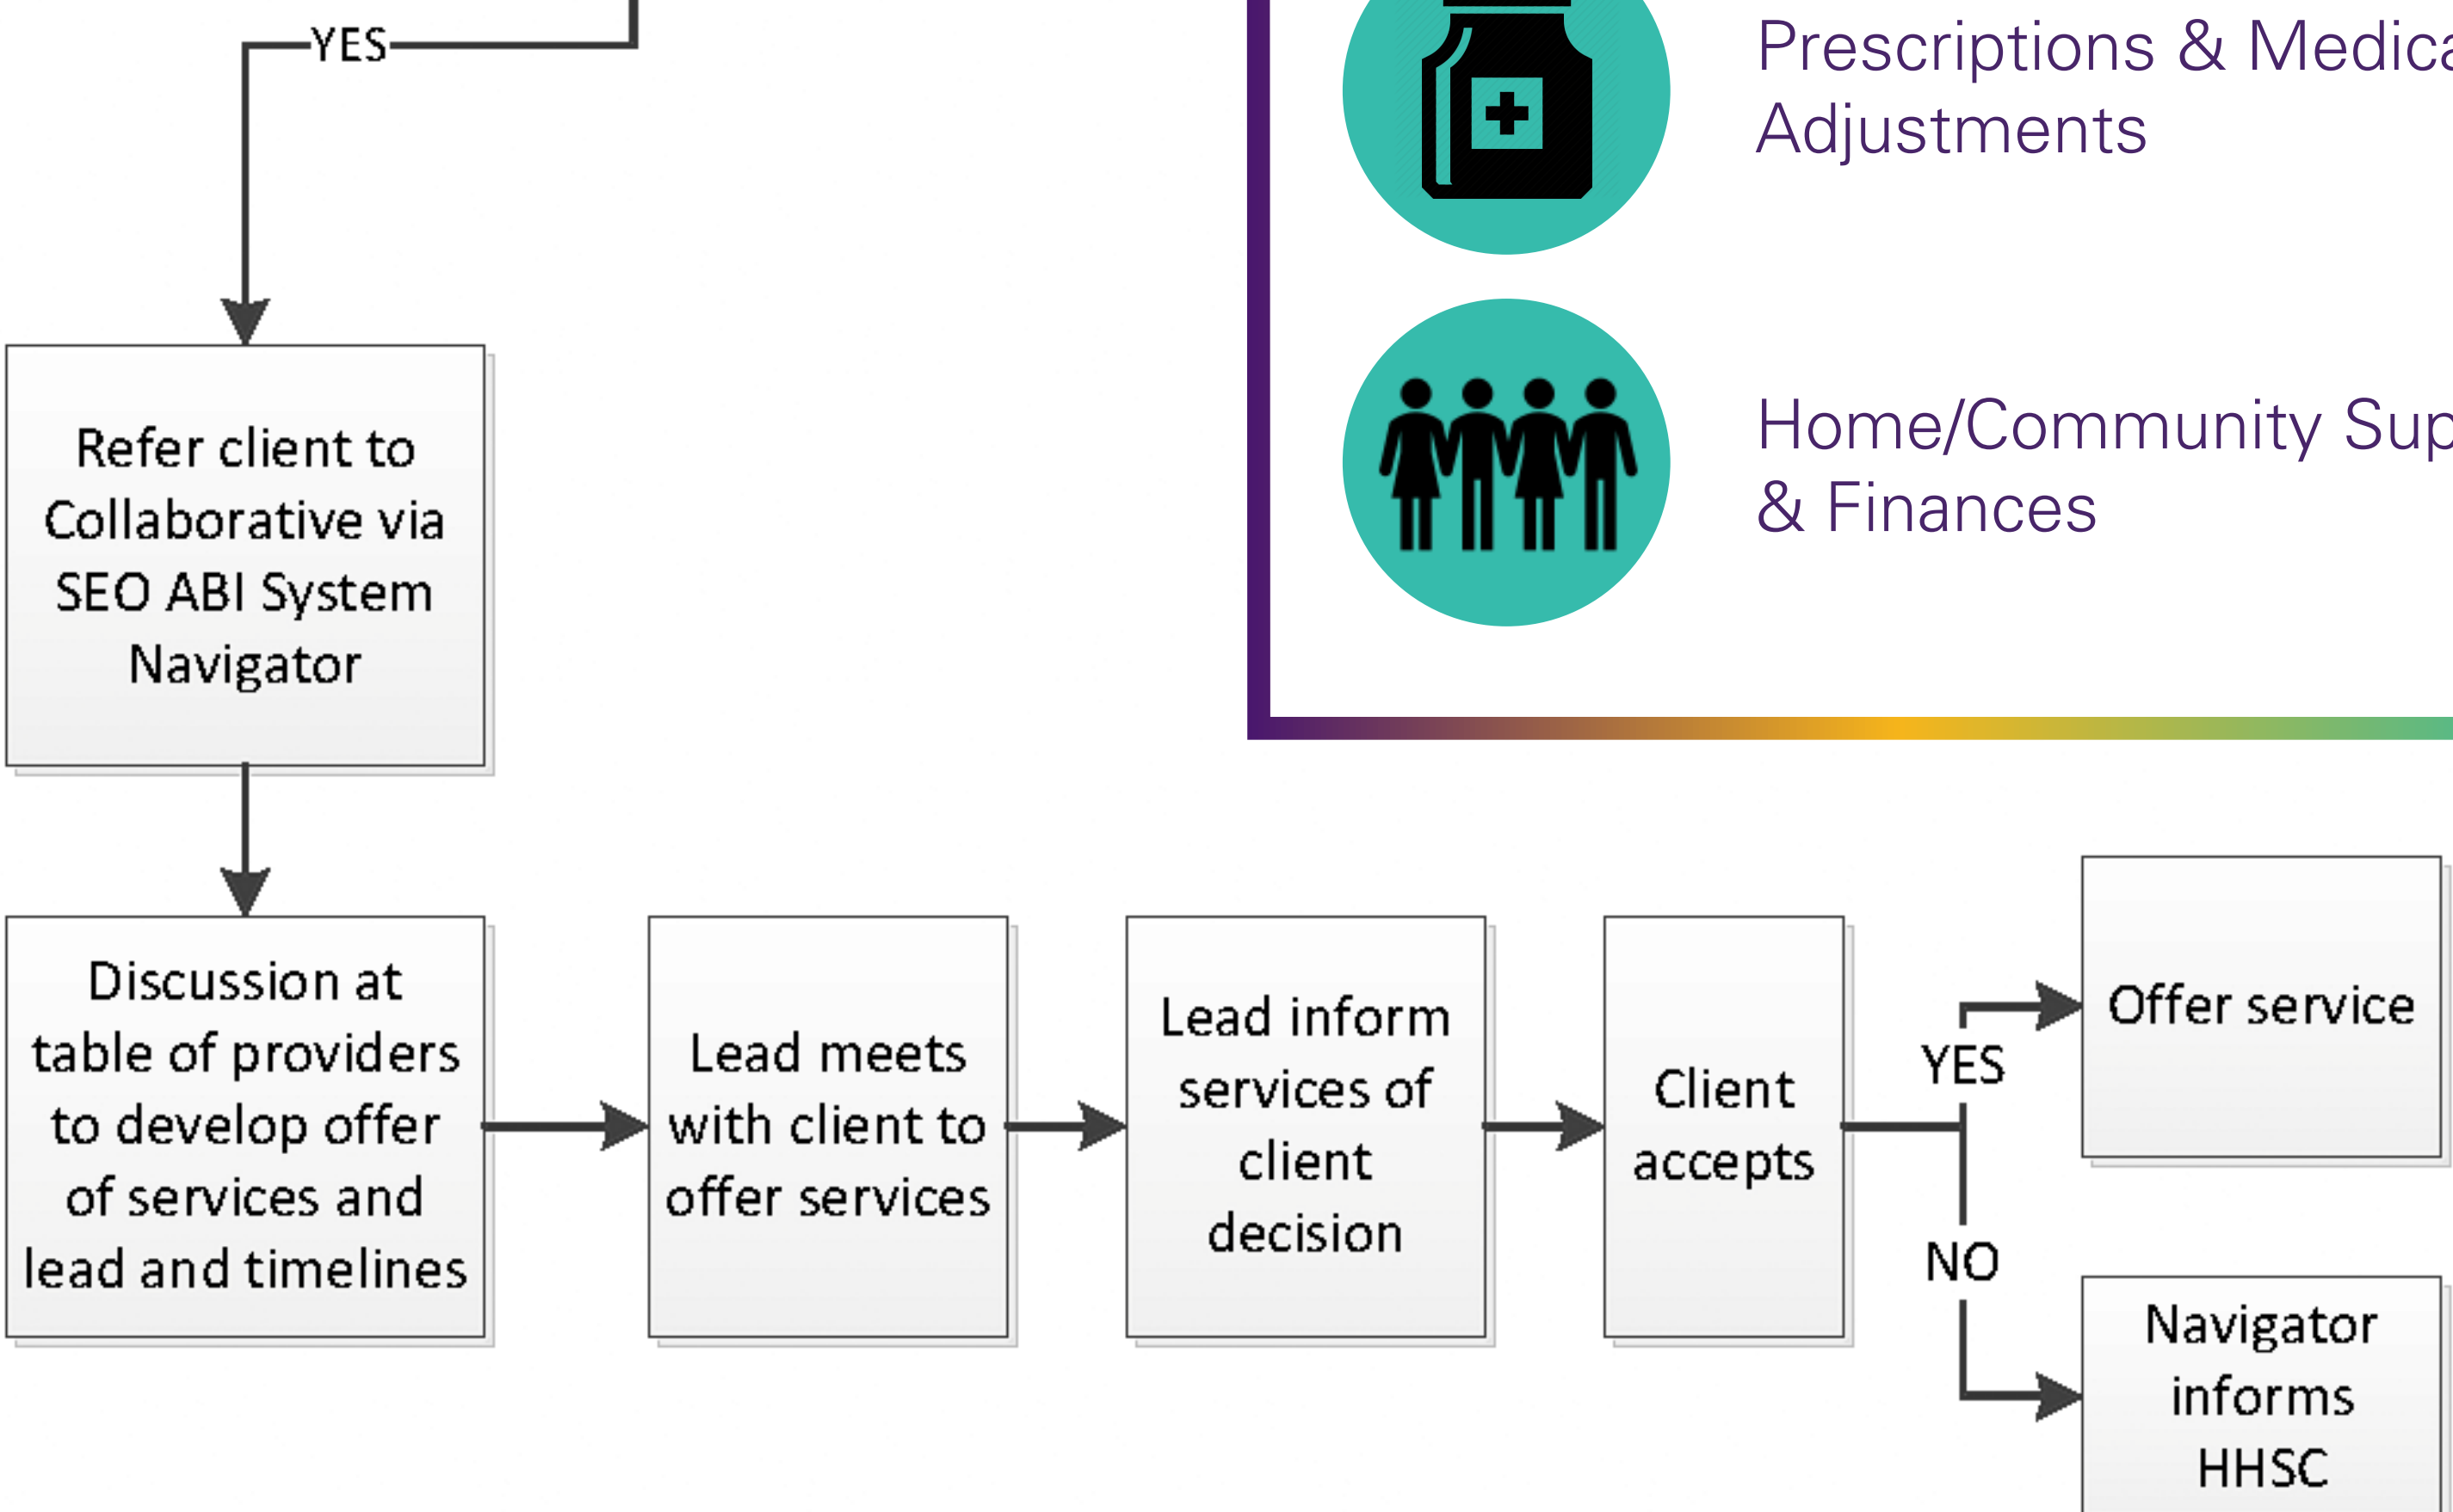 YES
Prescriptions &
Adjustments
Home/Community
& Finances
Refer client to
Collaborative via
SEO ABI System
Navigator
Discussion at
table of providers
to develop offer
of services and
lead and timelines
Lead meets
with client to
offer services
Lead inform
services of
client
decision
Client
accepts
YES
NO
Offer service
Navigator
informs
HHSC